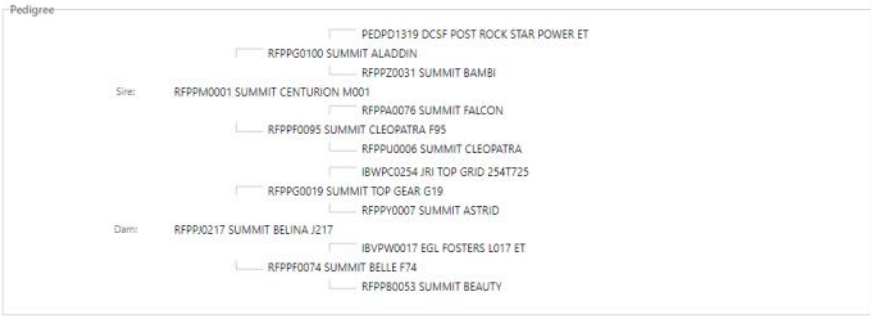 Pedigree
PEDPD1319 DCSF POST ROCK STAR POWER ET
RFPPG0100 SUMMIT ALADDIN
RFPPZ0031 SUMMIT BAMBI
Sire: RFPPM0001 SUMMIT CENTURION M001
RFPPA0076 SUMMIT FALCON
RFPPF0095 SUMMIT CLEOPATRA F95
RFPPU0006 SUMMIT CLEOPATRA
IBWPC0254 JRI TOP GRID 254T725
RFPPG0019 SUMMIT TOP GEAR G19
RFPPY0007 SUMMIT ASTRID
Dam: RFPPJ0217 SUMMIT BELINA J217
IBVPW0017 EGL FOSTERS L017 ET
RFPPF0074 SUMMIT BELLE F74
RFPPB0053 SUMMIT BEAUTY